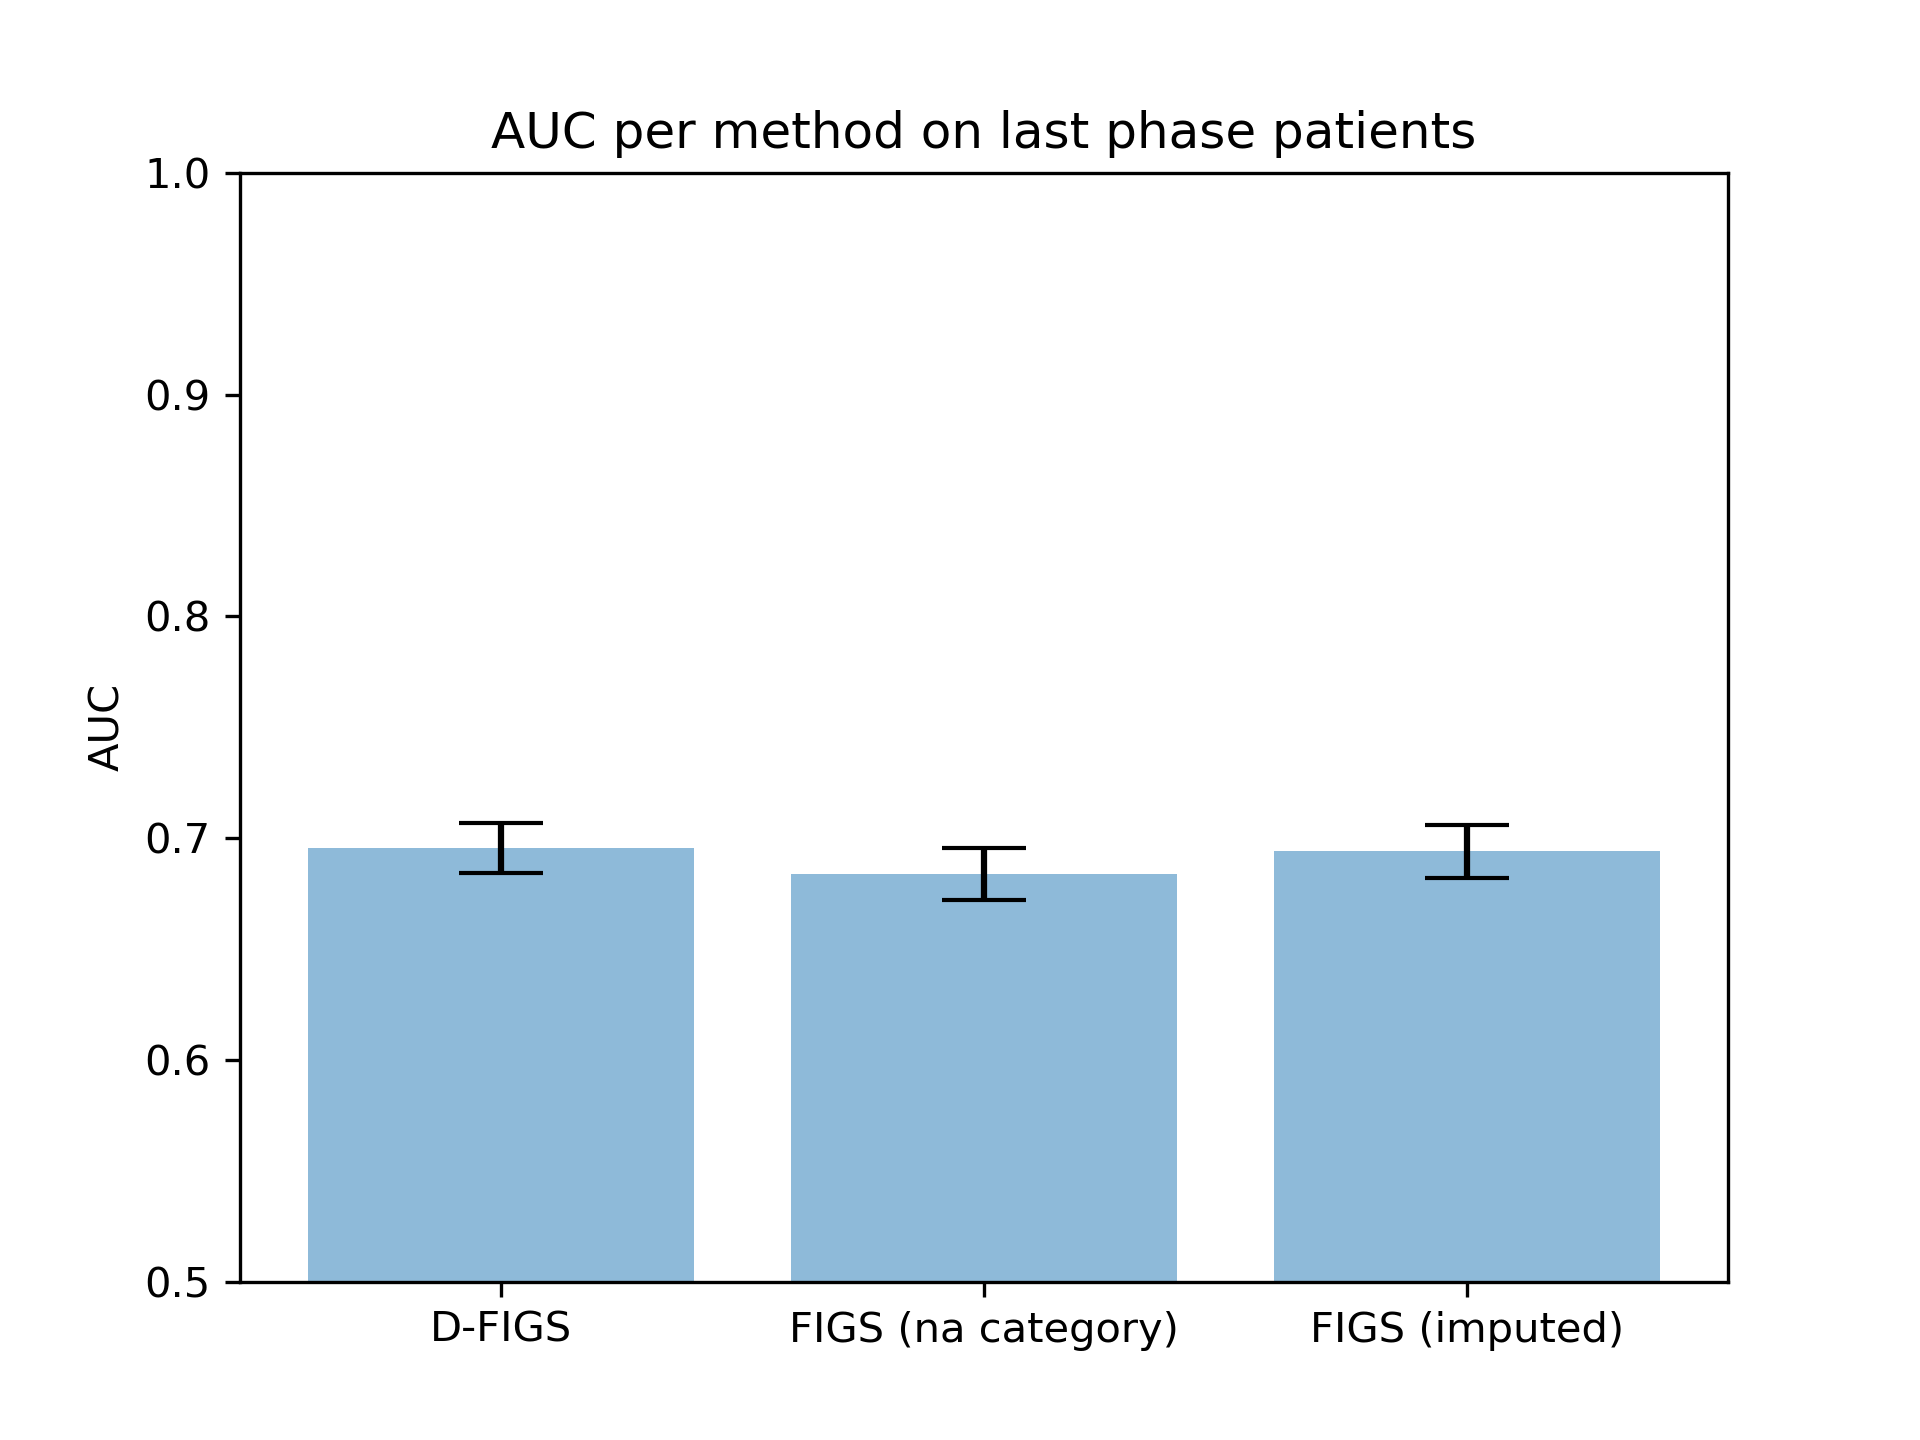 AUC per method on last phase patients
1.0
0.9
0.8
0.7
0.6
0.5
AUC
D-FIGS
FIGS (na category)
FIGS (imputed)